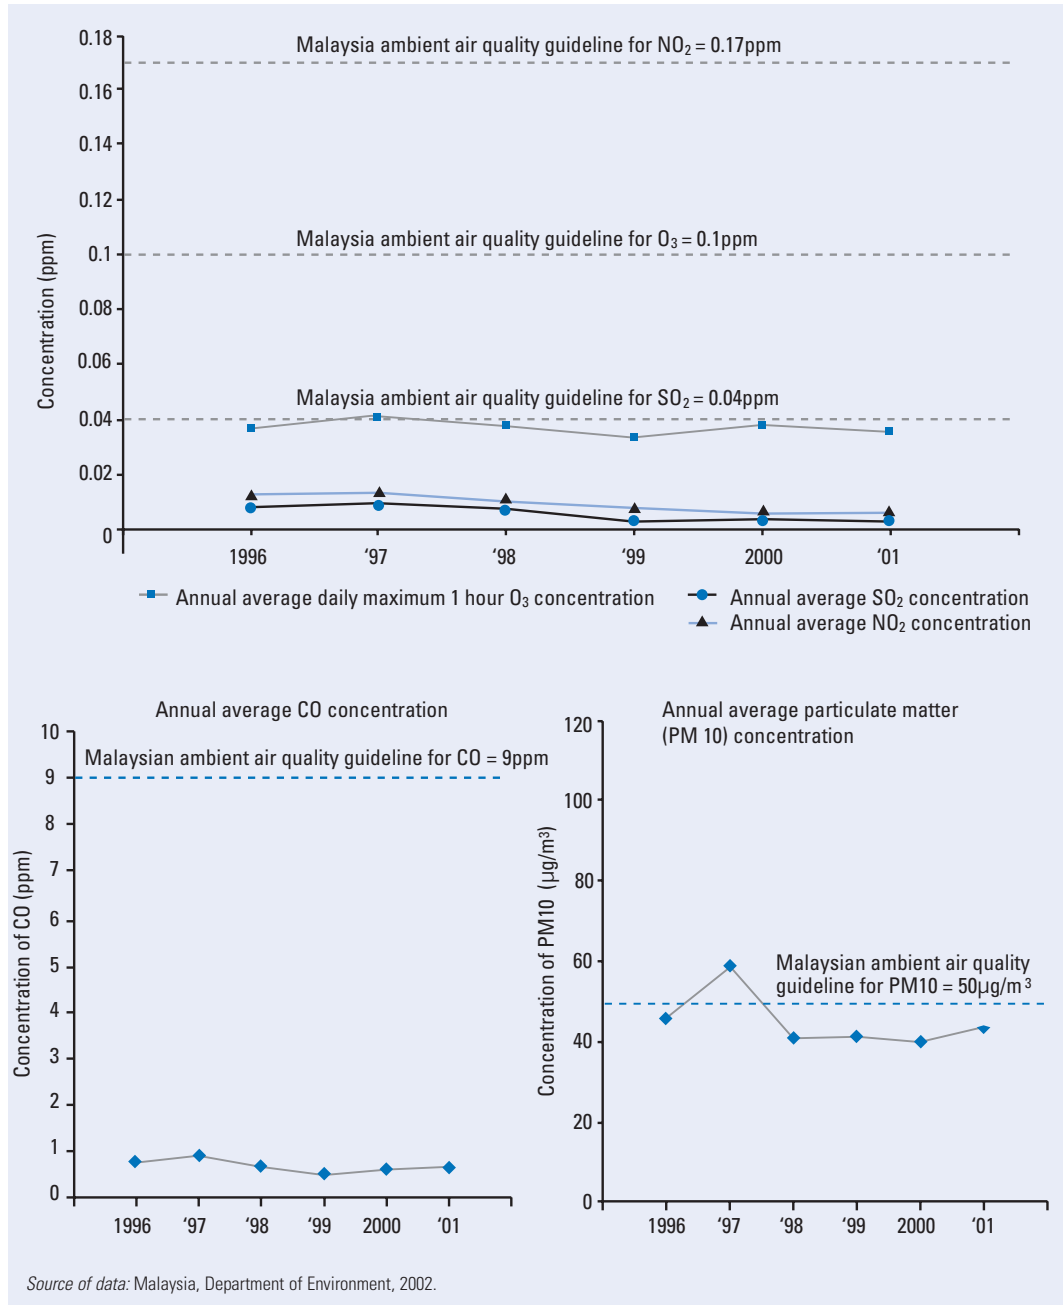 0.18
Malaysia ambient air quality guideline for NO₂ = 0.17ppm
0.16
0.14
0.12
Malaysia ambient air quality guideline for O₃ = 0.1ppm
0.1
0.08
0.06
Malaysia ambient air quality guideline for SO₂ = 0.04ppm
0.04
0.02
0
Concentration (ppm)
1996 '97 '98 '99 2000 '01
Annual average daily maximum 1 hour O₃ concentration
Annual average SO₂ concentration
Annual average NO₂ concentration
Annual average CO concentration
10
Malaysian ambient air quality guideline for CO = 9ppm
9
8
7
6
5
4
3
2
1
0
Concentration of CO (ppm)
1996 '97 '98 '99 2000 '01
Annual average particulate matter
(PM 10) concentration
120
100
80
60
Malaysian ambient air quality
guideline for PM10 = 50µg/m³
40
20
0
Concentration of PM10 (µg/m³)
1996 '97 '98 '99 2000 '01
Source of data: Malaysia, Department of Environment, 2002.